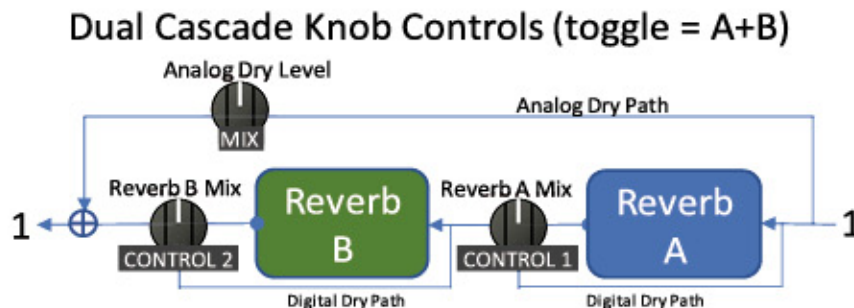 Dual Cascade Knob Controls (toggle = A+B)
Analog Dry Level
Analog Dry Path
MIX
Reverb B Mix
Reverb A Mix
Reverb
B
Reverb
A
1
1
CONTROL 2
CONTROL 1
Digital Dry Path
Digital Dry Path